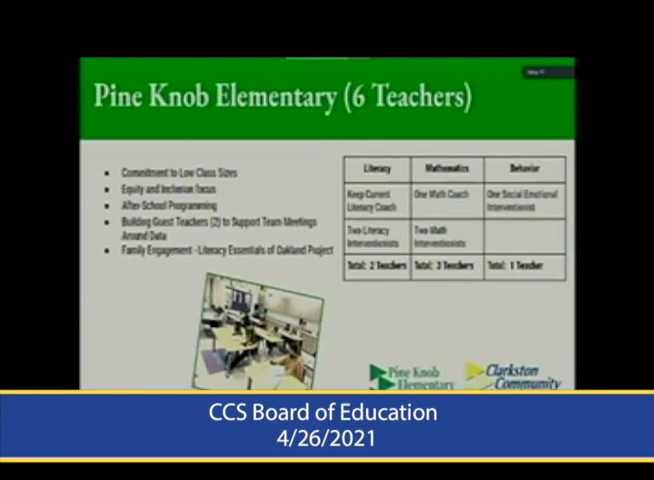 Pine Knob Elementary (6 Teachers)
• Commitment to Low Class Sizes
• Equity and Inclusion focus
• After-School Programming
• Building Guest Teachers (2) to Support Team Meetings
Around Data
• Family Engagement - Literacy Essentials of Oakland Project
Literacy Mathematics Behavior
Keep Current One Math Coach One Social Emotional
Literacy Coach Interventionist
Two Literacy Two Math
Interventionists Interventionists
Total: 2 Teachers Total: 3 Teachers Total: 1 Teacher
Pine Knob
Elementary
Clarkston
Community
CCS Board of Education
4/26/2021